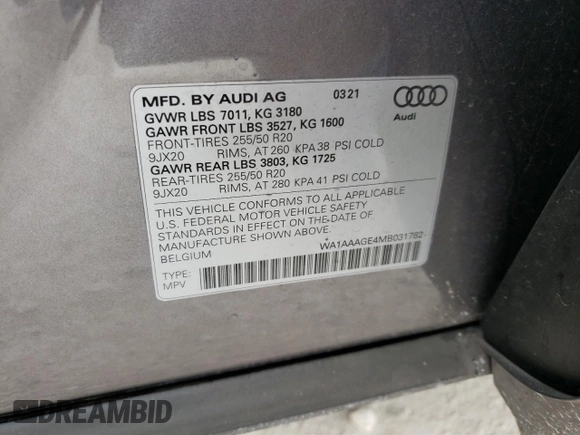 MFD. BY AUDI AG 0321
GVWR LBS 7011, KG 3180
GAWR FRONT LBS 3527, KG 1600
FRONT-TIRES 255/50 R20
9JX20 RIMS, AT 260 KPA 38 PSI COLD
GAWR REAR LBS 3803, KG 1725
REAR-TIRES 255/50 R20
9JX20 RIMS, AT 280 KPA 41 PSI COLD
Audi
THIS VEHICLE CONFORMS TO ALL APPLICABLE
U.S. FEDERAL MOTOR VEHICLE SAFETY
STANDARDS IN EFFECT ON THE DATE OF
MANUFACTURE SHOWN ABOVE.
BELGIUM
WA1AAAGE4MB031782
TYPE:
MPV
DREAMBID